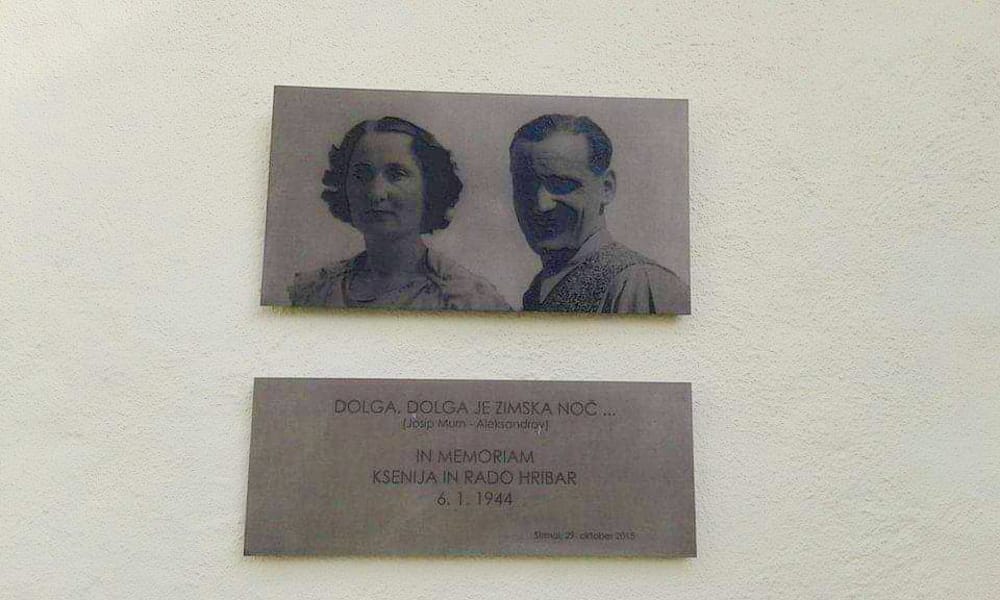 DOLGA, DOLGA JE ZIMSKA NOČ ...
(Josip Murn - Aleksandrov)
IN MEMORIAM
KSENIJA IN RADO HRIBAR
6. 1. 1944
Strmol, 29. oktober 2015